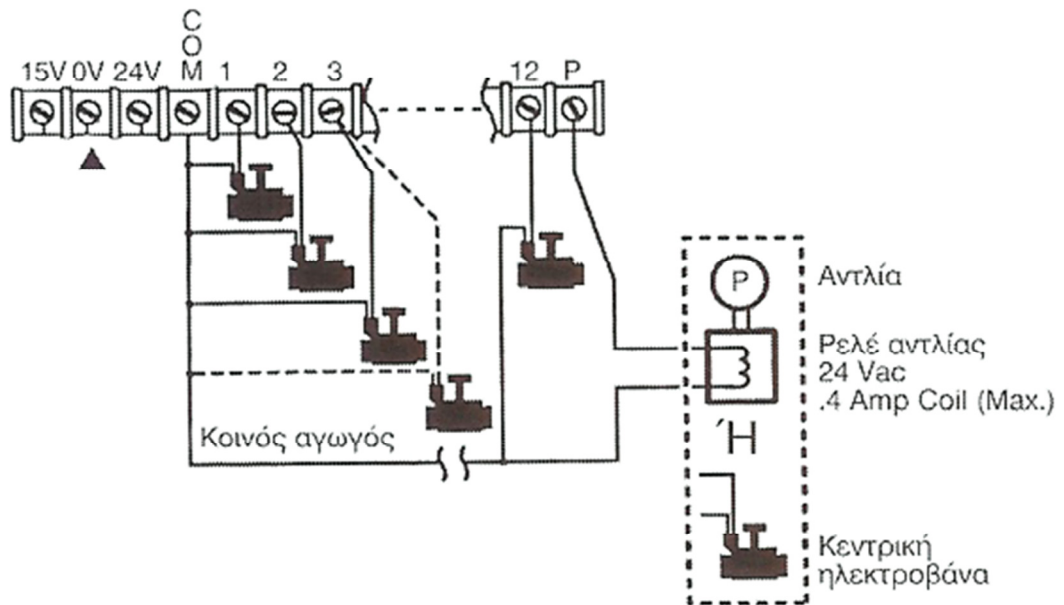 COM
15V 0V 24V 1 2 3 12 P
P
Αντλία
Ρελέ αντλίας
24 Vac
.4 Amp Coil (Max.)
Ή
Κοινός αγωγός
Κεντρική
ηλεκτροβάνα